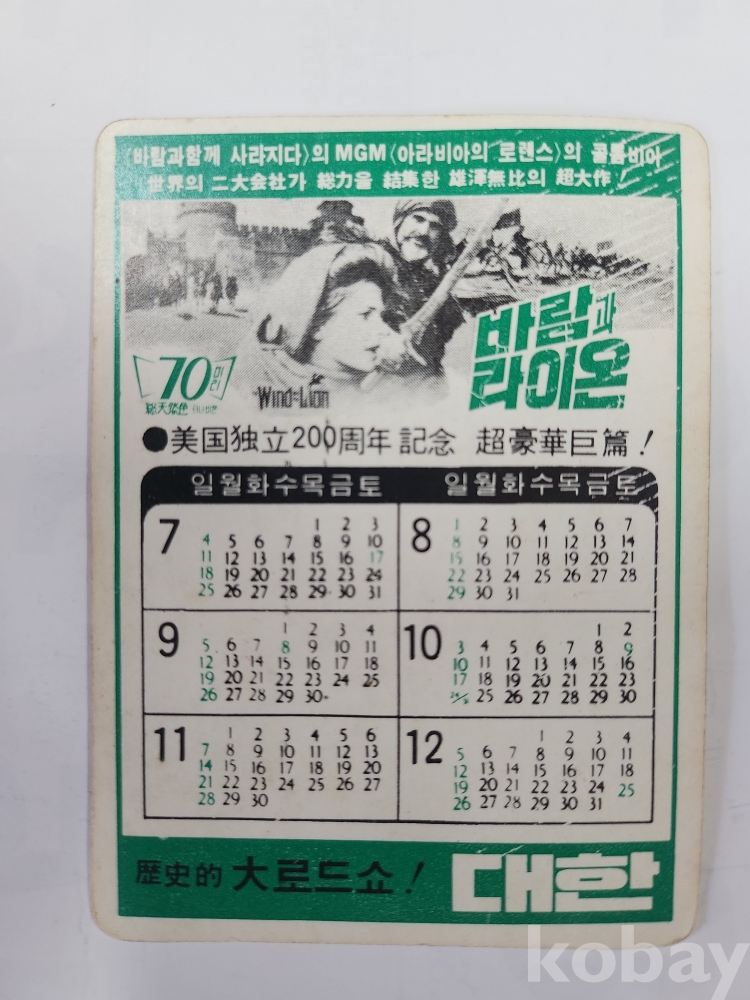 〈바람과함께 사라지다〉의 MGM 〈아라비아의 로렌스〉의 콜롬비아
世界의 二大会社가 総力을 結集한 雄渾無比의 超大作!
바람과
라이온
70 미리
総天然色 시네마
The Wind and the Lion
●美国独立200周年 記念 超豪華巨篇!
일월화수목금토 일월화수목금토
7
1 2 3
4 5 6 7 8 9 10
11 12 13 14 15 16 17
18 19 20 21 22 23 24
25 26 27 28 29 30 31
8
1 2 3 4 5 6 7
8 9 10 11 12 13 14
15 16 17 18 19 20 21
22 23 24 25 26 27 28
29 30 31
9
1 2 3 4
5 6 7 8 9 10 11
12 13 14 15 16 17 18
19 20 21 22 23 24 25
26 27 28 29 30
10
1 2
3 4 5 6 7 8 9
10 11 12 13 14 15 16
17 18 19 20 21 22 23
24/31 25 26 27 28 29 30
11
1 2 3 4 5 6
7 8 9 10 11 12 13
14 15 16 17 18 19 20
21 22 23 24 25 26 27
28 29 30
12
1 2 3 4
5 6 7 8 9 10 11
12 13 14 15 16 17 18
19 20 21 22 23 24 25
26 27 28 29 30 31
歴史的 大로드쇼! 대한
kobay